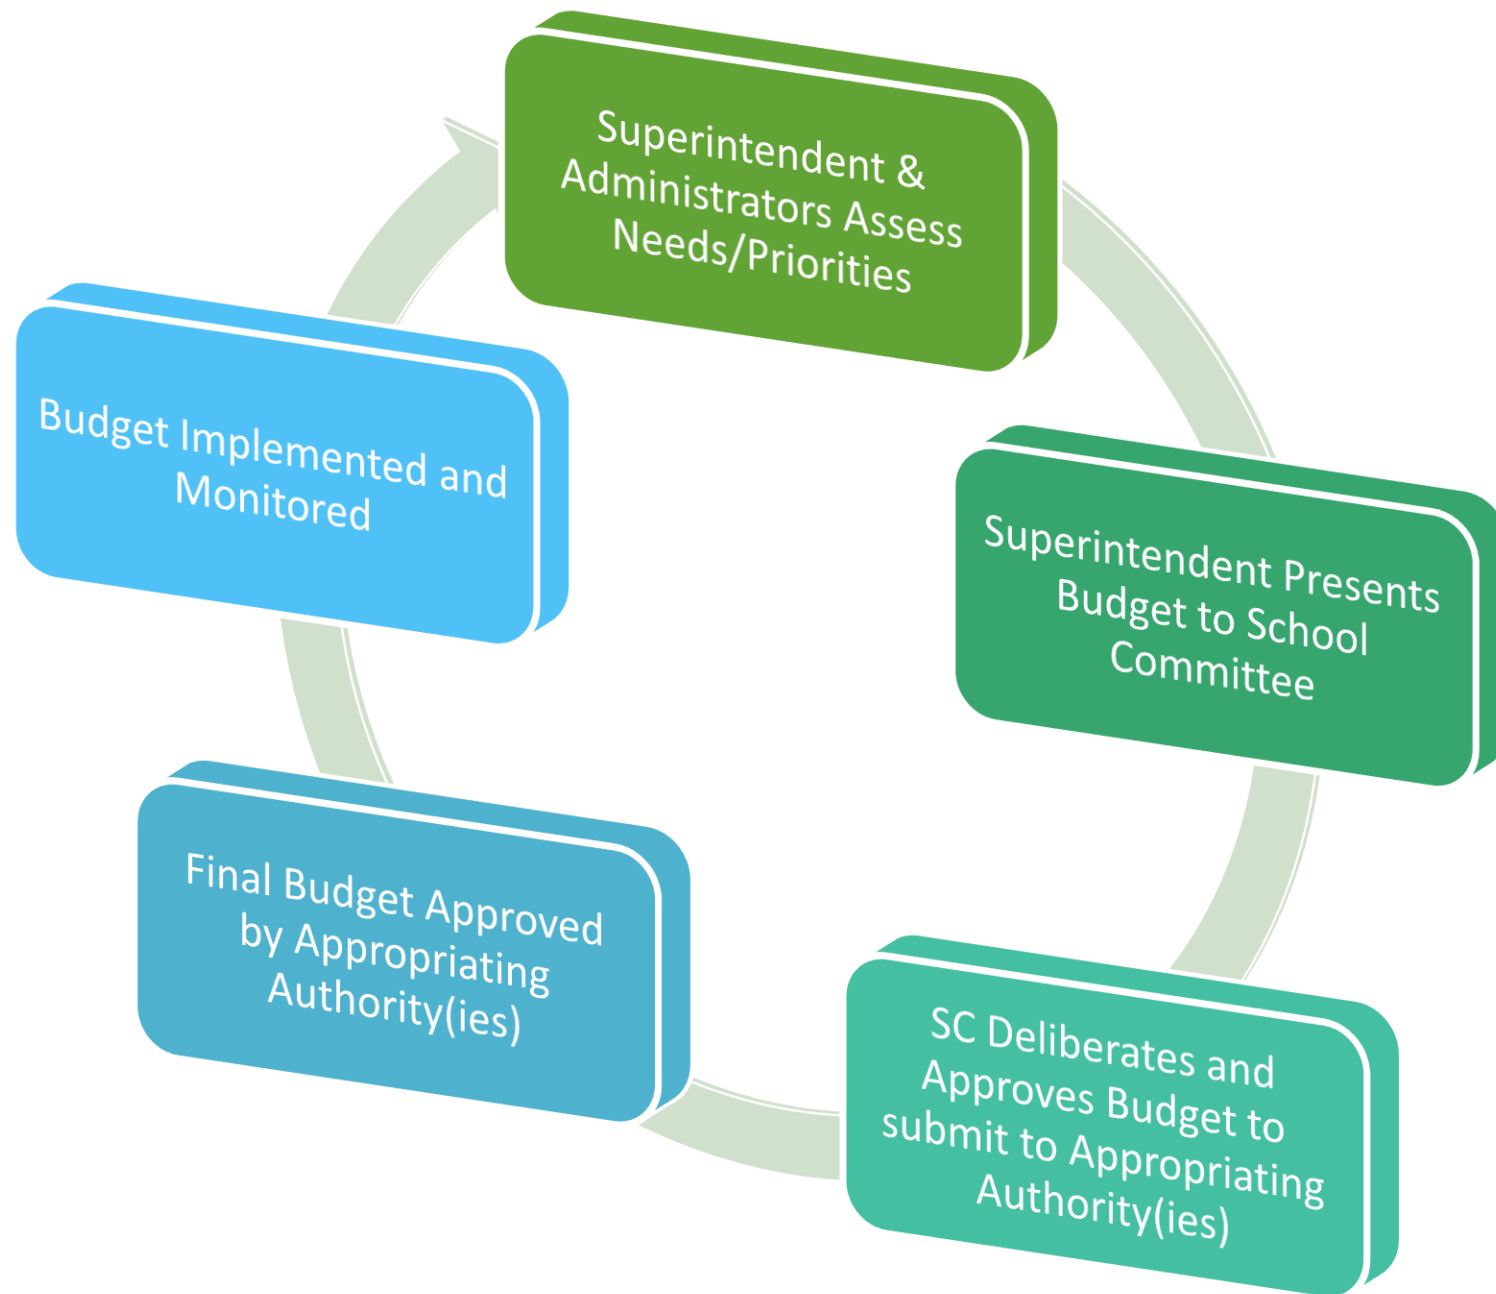 Superintendent &
Administrators Assess
Needs/Priorities
Superintendent Presents
Budget to School
Committee
SC Deliberates and
Approves Budget to
submit to Appropriating
Authority(ies)
Final Budget Approved
by Appropriating
Authority(ies)
Budget Implemented and
Monitored